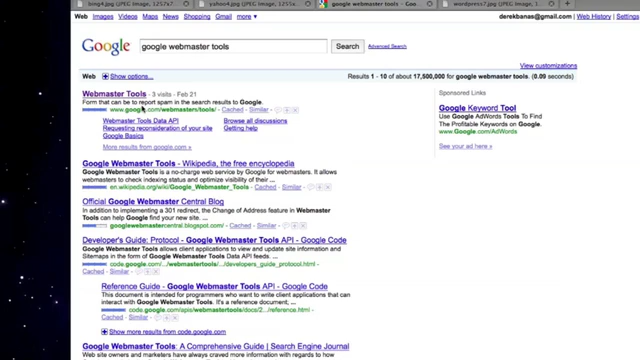 long4.jpg (JPEG Image, 1257x7...
yahoo4.jpg (JPEG Image, 1255x...
google webmaster tools - Goo...
wordpress7.jpg (JPEG Image, ...
Web Images Videos Maps News Shopping Gmail more
derekbanas@gmail.com | Web History | Settings
Google google webmaster tools Search Advanced Search
View customizations
Web Show options... Results 1 - 10 of about 17,500,000 for google webmaster tools. (0.09 seconds)
Webmaster Tools - 3 visits - Feb 21
Form that can be to report spam in the search results to Google.
www.google.com/webmasters/tools/ - Cached - Similar
Webmaster Tools Data API Browse all discussions
Requesting reconsideration of your site Getting help
Google Basics
More results from google.com »
Sponsored Links
Google Keyword Tool
Use Google AdWords Tools To Find
The Profitable Keywords on Google.
www.Google.com/AdWords
See your ad here »
Google Webmaster Tools - Wikipedia, the free encyclopedia
Google Webmaster Tools is a no-charge web service by Google for webmasters. It allows
webmasters to check indexing status and optimize visibility of their ...
en.wikipedia.org/wiki/Google_Webmaster_Tools - Cached - Similar
Official Google Webmaster Central Blog
In addition to implementing a 301 redirect, the Change of Address feature in Webmaster
Tools can help Google find your new site. ...
googlewebmastercentral.blogspot.com/ - Cached - Similar
Developer's Guide: Protocol - Google Webmaster Tools API - Google Code
Google Webmaster Tools allows client applications to view and update site information and
Sitemaps in the form of Google Webmaster Tools Data API feeds. ...
code.google.com/.../webmastertools/.../developers_guide_protocol.html -
Cached - Similar
Reference Guide - Google Webmaster Tools API - Google Code
This document is intended for programmers who want to write client applications that can
interact with Google Webmaster Tools. It's a reference document, ...
code.google.com/apis/webmastertools/docs/2.../reference.html -
Cached - Similar
Show more results from code.google.com
Google Webmaster Tools: A Comprehensive Guide | Search Engine Journal
Web site owners and marketers have always craved more information with regards to how